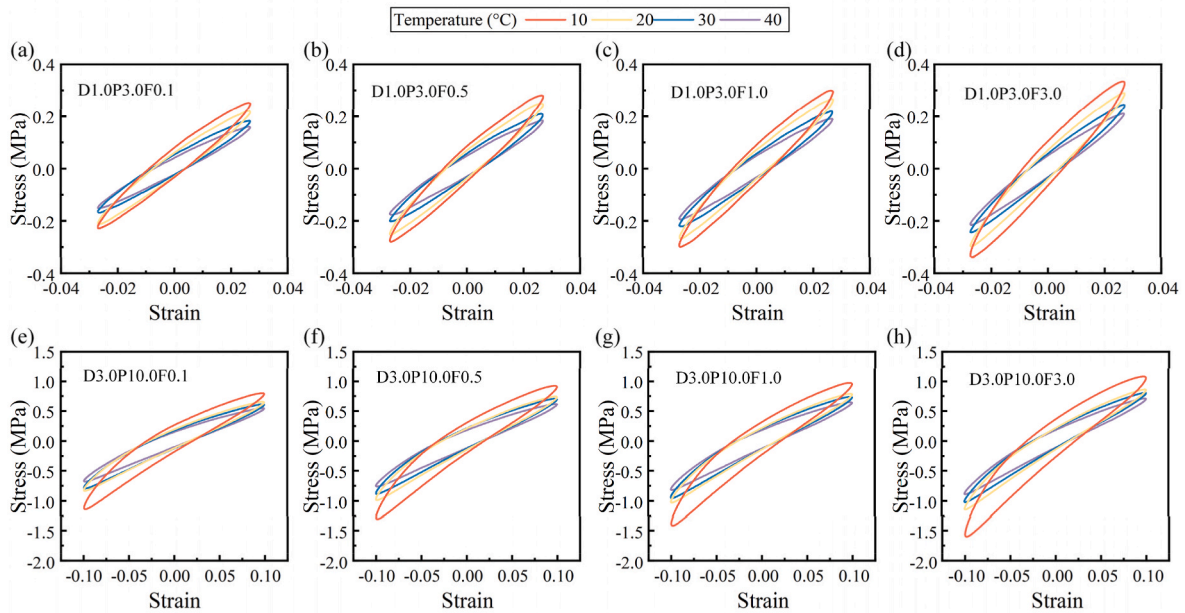 Temperature (°C) 10 20 30 40
(a) (b) (c) (d)
D1.0P3.0F0.1 D1.0P3.0F0.5 D1.0P3.0F1.0 D1.0P3.0F3.0
0.4 0.4 0.4 0.4
0.2 0.2 0.2 0.2
0.0 0.0 0.0 0.0
-0.2 -0.2 -0.2 -0.2
-0.4 -0.4 -0.4 -0.4
Stress (MPa) Stress (MPa) Stress (MPa) Stress (MPa)
-0.04 -0.02 0.00 0.02 0.04 -0.04 -0.02 0.00 0.02 0.04 -0.04 -0.02 0.00 0.02 0.04 -0.04 -0.02 0.00 0.02 0.04
Strain Strain Strain Strain
(e) (f) (g) (h)
D3.0P10.0F0.1 D3.0P10.0F0.5 D3.0P10.0F1.0 D3.0P10.0F3.0
1.5 1.5 1.5 1.5
1.0 1.0 1.0 1.0
0.5 0.5 0.5 0.5
0.0 0.0 0.0 0.0
-0.5 -0.5 -0.5 -0.5
-1.0 -1.0 -1.0 -1.0
-1.5 -1.5 -1.5 -1.5
-2.0 -2.0 -2.0 -2.0
Stress (MPa) Stress (MPa) Stress (MPa) Stress (MPa)
-0.10 -0.05 0.00 0.05 0.10 -0.10 -0.05 0.00 0.05 0.10 -0.10 -0.05 0.00 0.05 0.10 -0.10 -0.05 0.00 0.05 0.10
Strain Strain Strain Strain